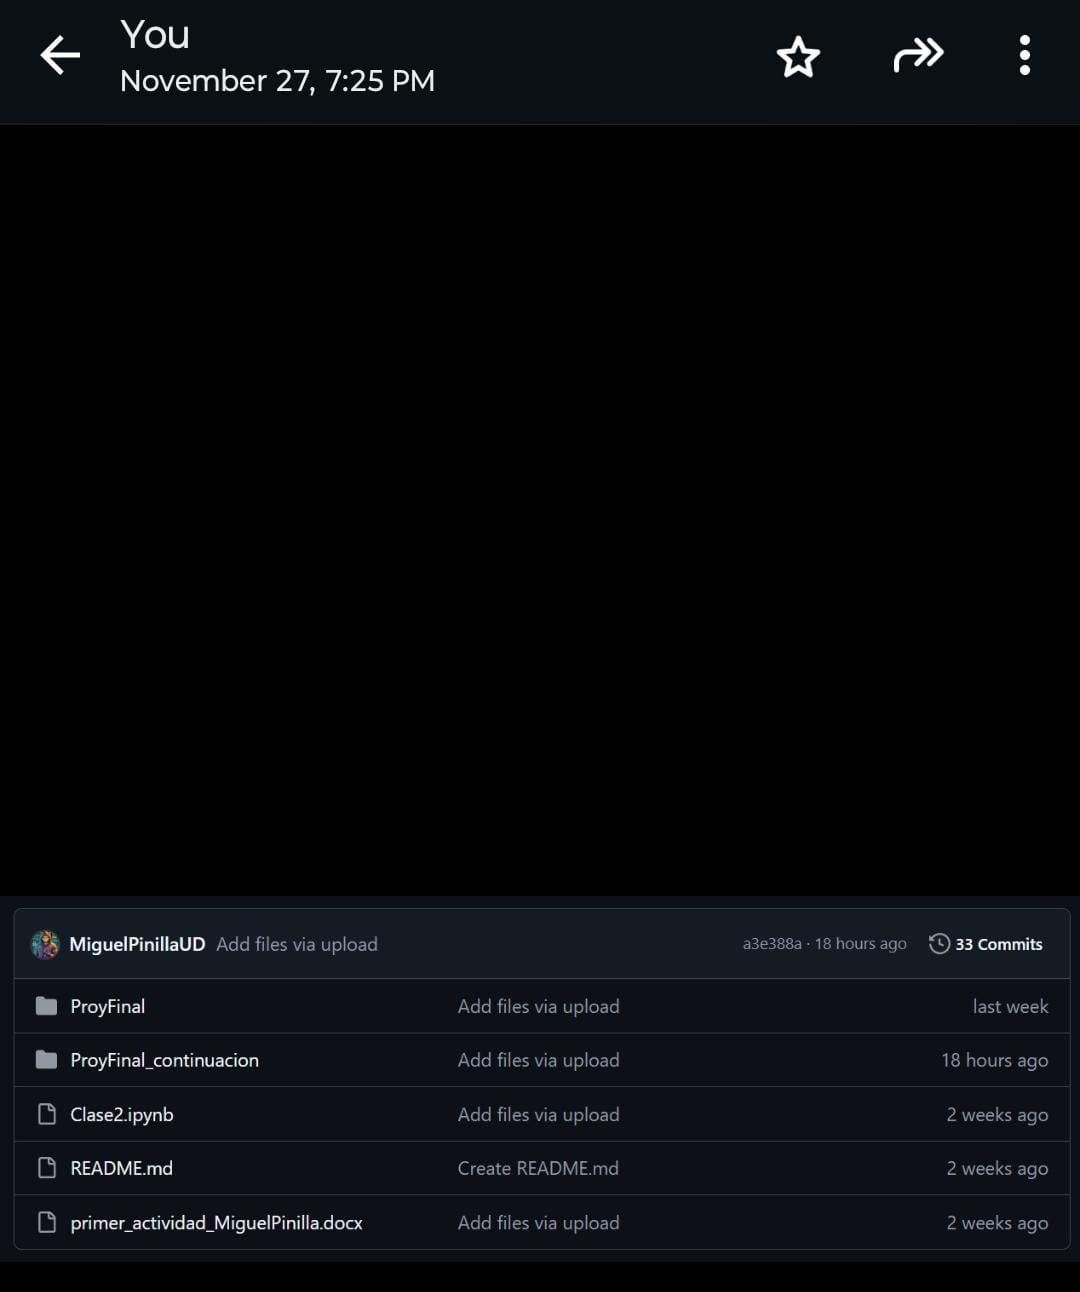 You
November 27, 7:25 PM
MiguelPinillaUD Add files via upload a3e388a · 18 hours ago 33 Commits
ProyFinal Add files via upload last week
ProyFinal_continuacion Add files via upload 18 hours ago
Clase2.ipynb Add files via upload 2 weeks ago
README.md Create README.md 2 weeks ago
primer_actividad_MiguelPinilla.docx Add files via upload 2 weeks ago